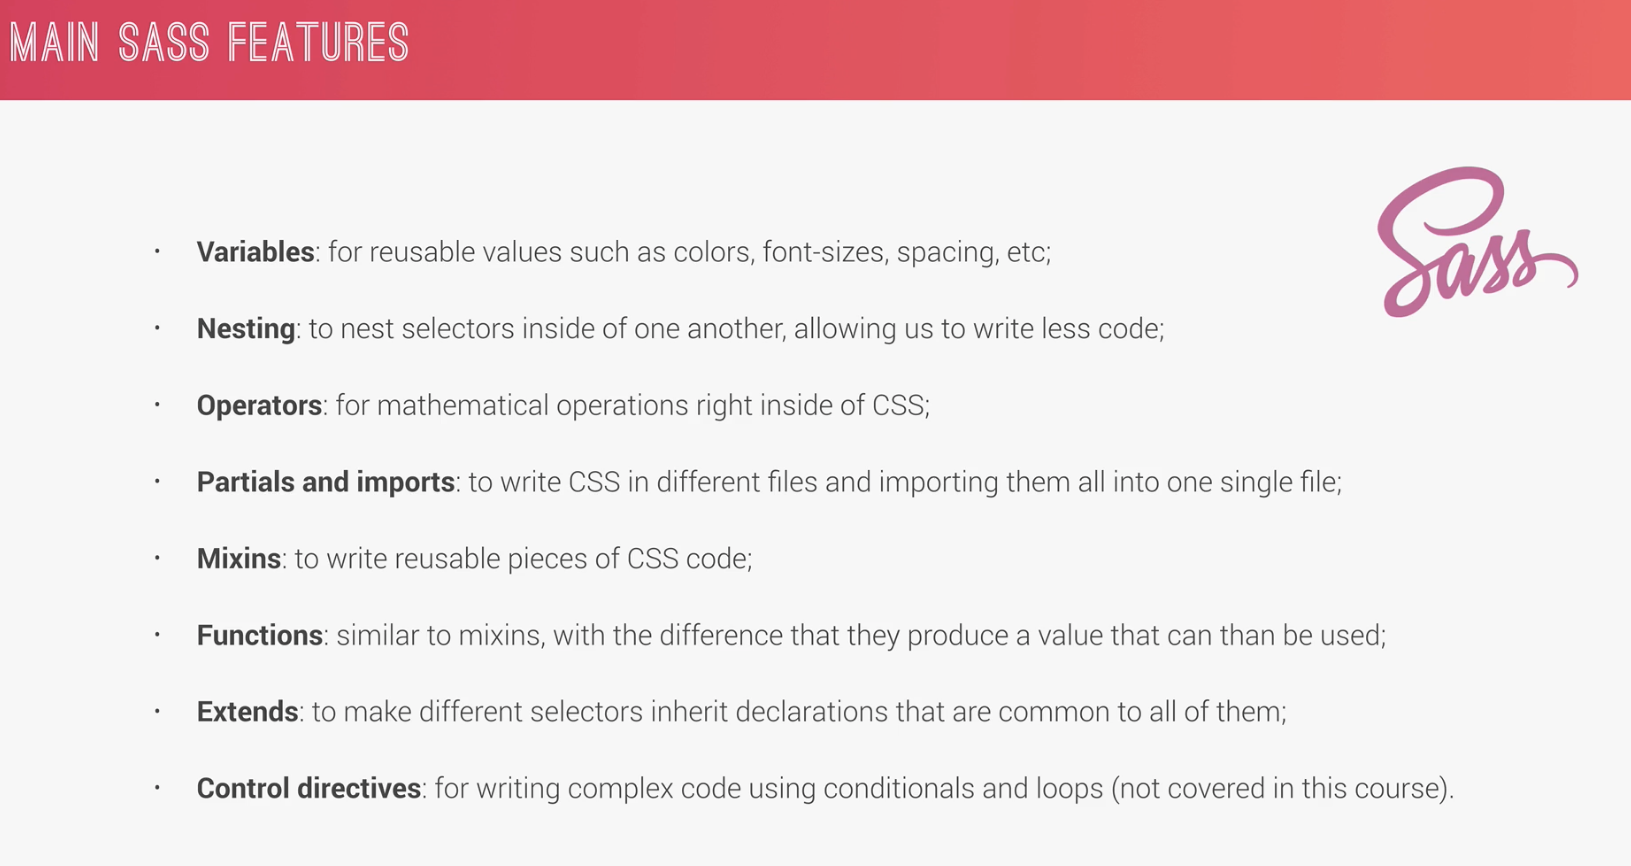 MAIN SASS FEATURES
Sass
· Variables: for reusable values such as colors, font-sizes, spacing, etc;
· Nesting: to nest selectors inside of one another, allowing us to write less code;
· Operators: for mathematical operations right inside of CSS;
· Partials and imports: to write CSS in different files and importing them all into one single file;
· Mixins: to write reusable pieces of CSS code;
· Functions: similar to mixins, with the difference that they produce a value that can than be used;
· Extends: to make different selectors inherit declarations that are common to all of them;
· Control directives: for writing complex code using conditionals and loops (not covered in this course).